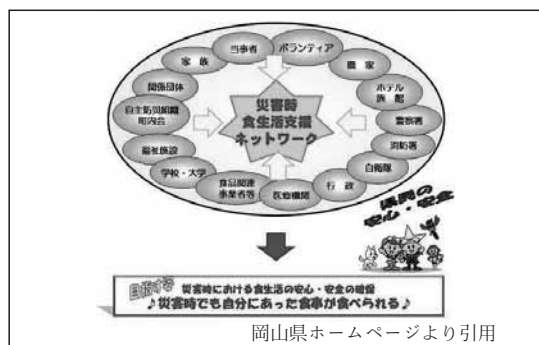 当事者
ボランティア
家族
農家
関係団体
ホテル
旅館
自主防災組織
町内会
災害時
食生活支援
ネットワーク
警察署
福祉施設
消防署
学校・大学
自衛隊
食品関連
事業者等
医療機関
行政
県民の
安心・安全
目指す姿
災害時における食生活の安心・安全の確保
♪災害時でも自分にあった食事が食べられる♪
岡山県ホームページより引用